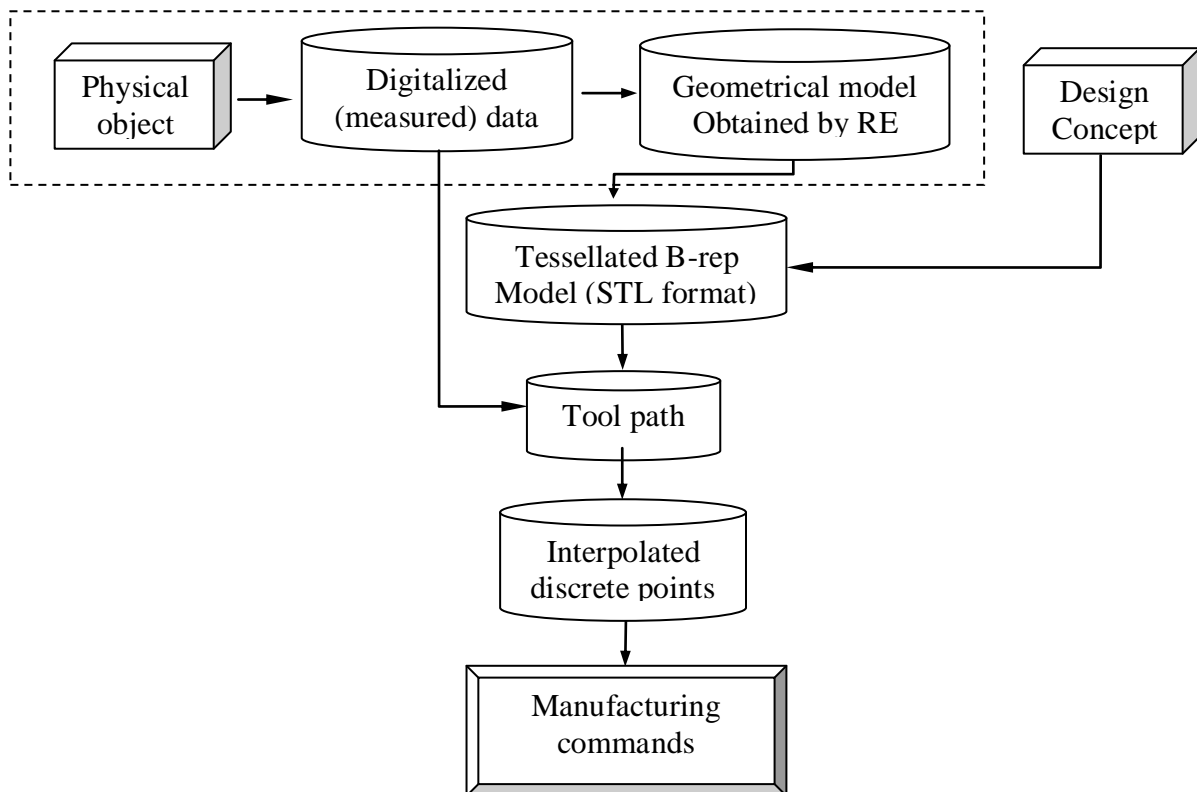 Physical
object
Digitalized
(measured) data
Geometrical model
Obtained by RE
Design
Concept
Tessellated B-rep
Model (STL format)
Tool path
Interpolated
discrete points
Manufacturing
commands